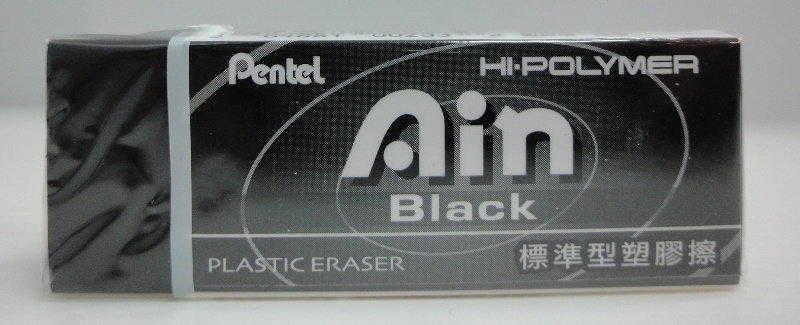 Pentel
HI-POLYMER
Ain
Black
PLASTIC ERASER
標準型塑膠擦